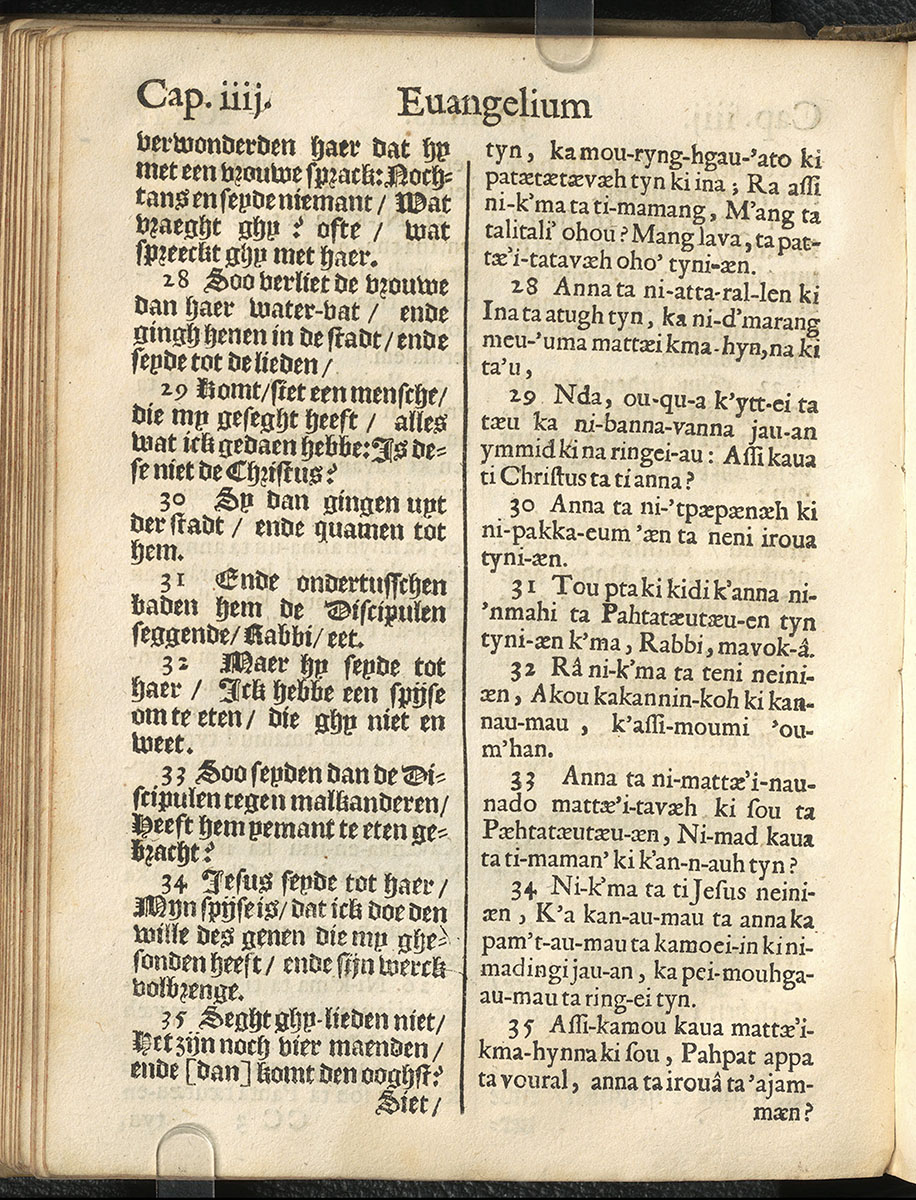 Cap. iiij.
Euangelium
verwonderden haer dat hy
met een vrouwe sprack: Noch-
tans en seyde niemant / Wat
vraeght ghy? ofte / wat
spreeckt ghy met haer.
28 Soo verliet de vrouwe
dan haer water-vat / ende
gingh henen in de stadt / ende
seyde tot de lieden /
29 Komt / siet een mensche /
die my geseght heeft / alles
wat ick gedaen hebbe: Is de-
se niet de Christus?
30 Sy dan gingen uyt
der stadt / ende quamen tot
hem.
31 Ende ondertusschen
baden hem de Discipulen
seggende / Rabbi / eet.
32 Maer hy seyde tot
haer / Ick hebbe een spijse
om te eten / die ghy niet en
weet.
33 Soo seyden dan de Di-
scipulen tegen malkanderen /
Heeft hem yemant te eten ge-
bracht?
34 Jesus seyde tot haer /
Mijn spijse is / dat ick doe den
wille des genen die my ghe-
sonden heeft / ende sijn werck
volbrenge.
35 Seght ghy-lieden niet /
Het zijn noch vier maenden /
ende [dan] komt den ooghst?
Siet /
tyn, ka mou-ryng-hgau-'ato ki
patætætævæh tyn ki ina; Ra aſſi
ni-k'ma ta ti-mamang, M'ang ta
talitali' ohou? Mang lava, ta pat-
tæ'i-tatavæh oho' tyni-æn.
28 Anna ta ni-atta-ral-len ki
Ina ta atugh tyn, ka ni-d'marang
meu-'uma mattæi kma-hyn, na ki
ta'u,
29 Nda, ou-qu-a k'ytt-ei ta
tæu ka ni-banna-vanna jau-an
ymmid ki na ringei-au: Aſſi kaua
ti Chriſtus ta ti anna?
30 Anna ta ni-'tpæpænæh ki
ni-pakka-eum 'æn ta neni iroua
tyni-æn.
31 Tou ptaki kidi k'anna ni-
'nmahi ta Pahtatæutæu-en tyn
tyni-æn k'ma, Rabbi, mavok-â.
32 Râ ni-k'ma ta teni neini-
æn, Akou kakannin-koh ki kan-
nau-mau, k'aſſi-moumi 'ou-
m'han.
33 Anna ta ni-mattæ'i-nau-
nado mattæ'i-tavæh ki ſou ta
Pæhtatæutæu-æn, Ni-mad kaua
ta ti-maman' ki k'an-n-auh tyn?
34 Ni-k'ma ta ti Jesus neini-
æn, K'a kan-au-mau ta anna ka
pam't-au-mau ta kamoei-in ki ni-
madingi jau-an, ka pei-mouhga-
au-mau ta ring-ei tyn.
35 Aſſi-kamou kaua mattæ'i-
kma-hynna ki ſou, Pahpat appa
ta voural, anna ta irouâ ta 'ajam-
mæn?